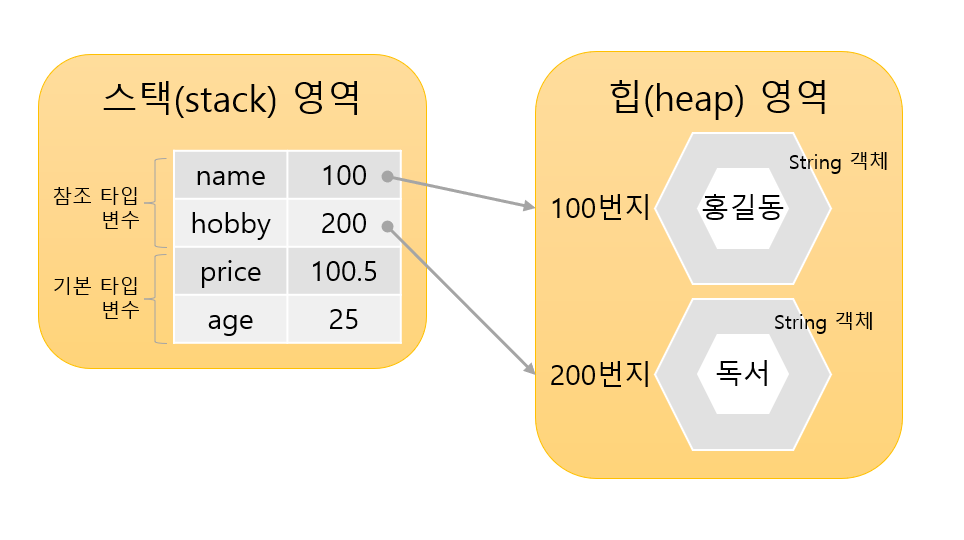 스택(stack) 영역
참조 타입
변수
name 100
hobby 200
기본 타입
변수
price 100.5
age 25
힙(heap) 영역
String 객체
100번지
홍길동
String 객체
200번지
독서